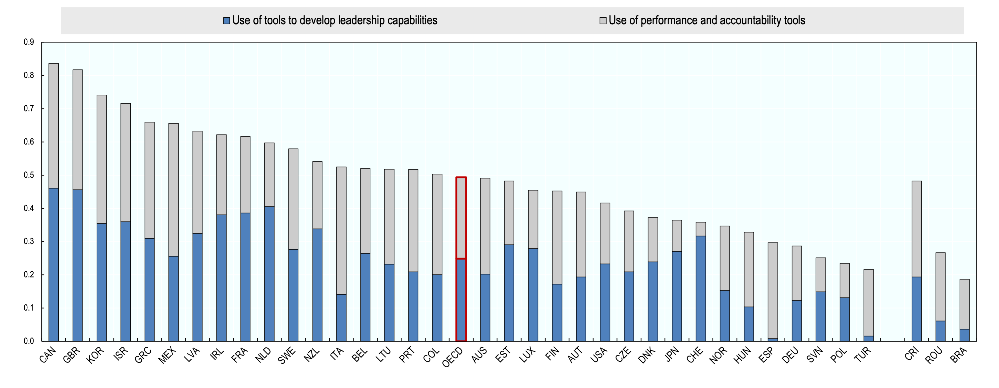 Use of tools to develop leadership capabilities
Use of performance and accountability tools
0.9
0.8
0.7
0.6
0.5
0.4
0.3
0.2
0.1
0.0
CAN
GBR
KOR
ISR
GRC
MEX
LVA
IRL
FRA
NLD
SWE
NZL
ITA
BEL
LTU
PRT
COL
OECD
AUS
EST
LUX
FIN
AUT
USA
CZE
DNK
JPN
CHE
NOR
HUN
ESP
DEU
SVN
POL
TUR
CRI
ROU
BRA